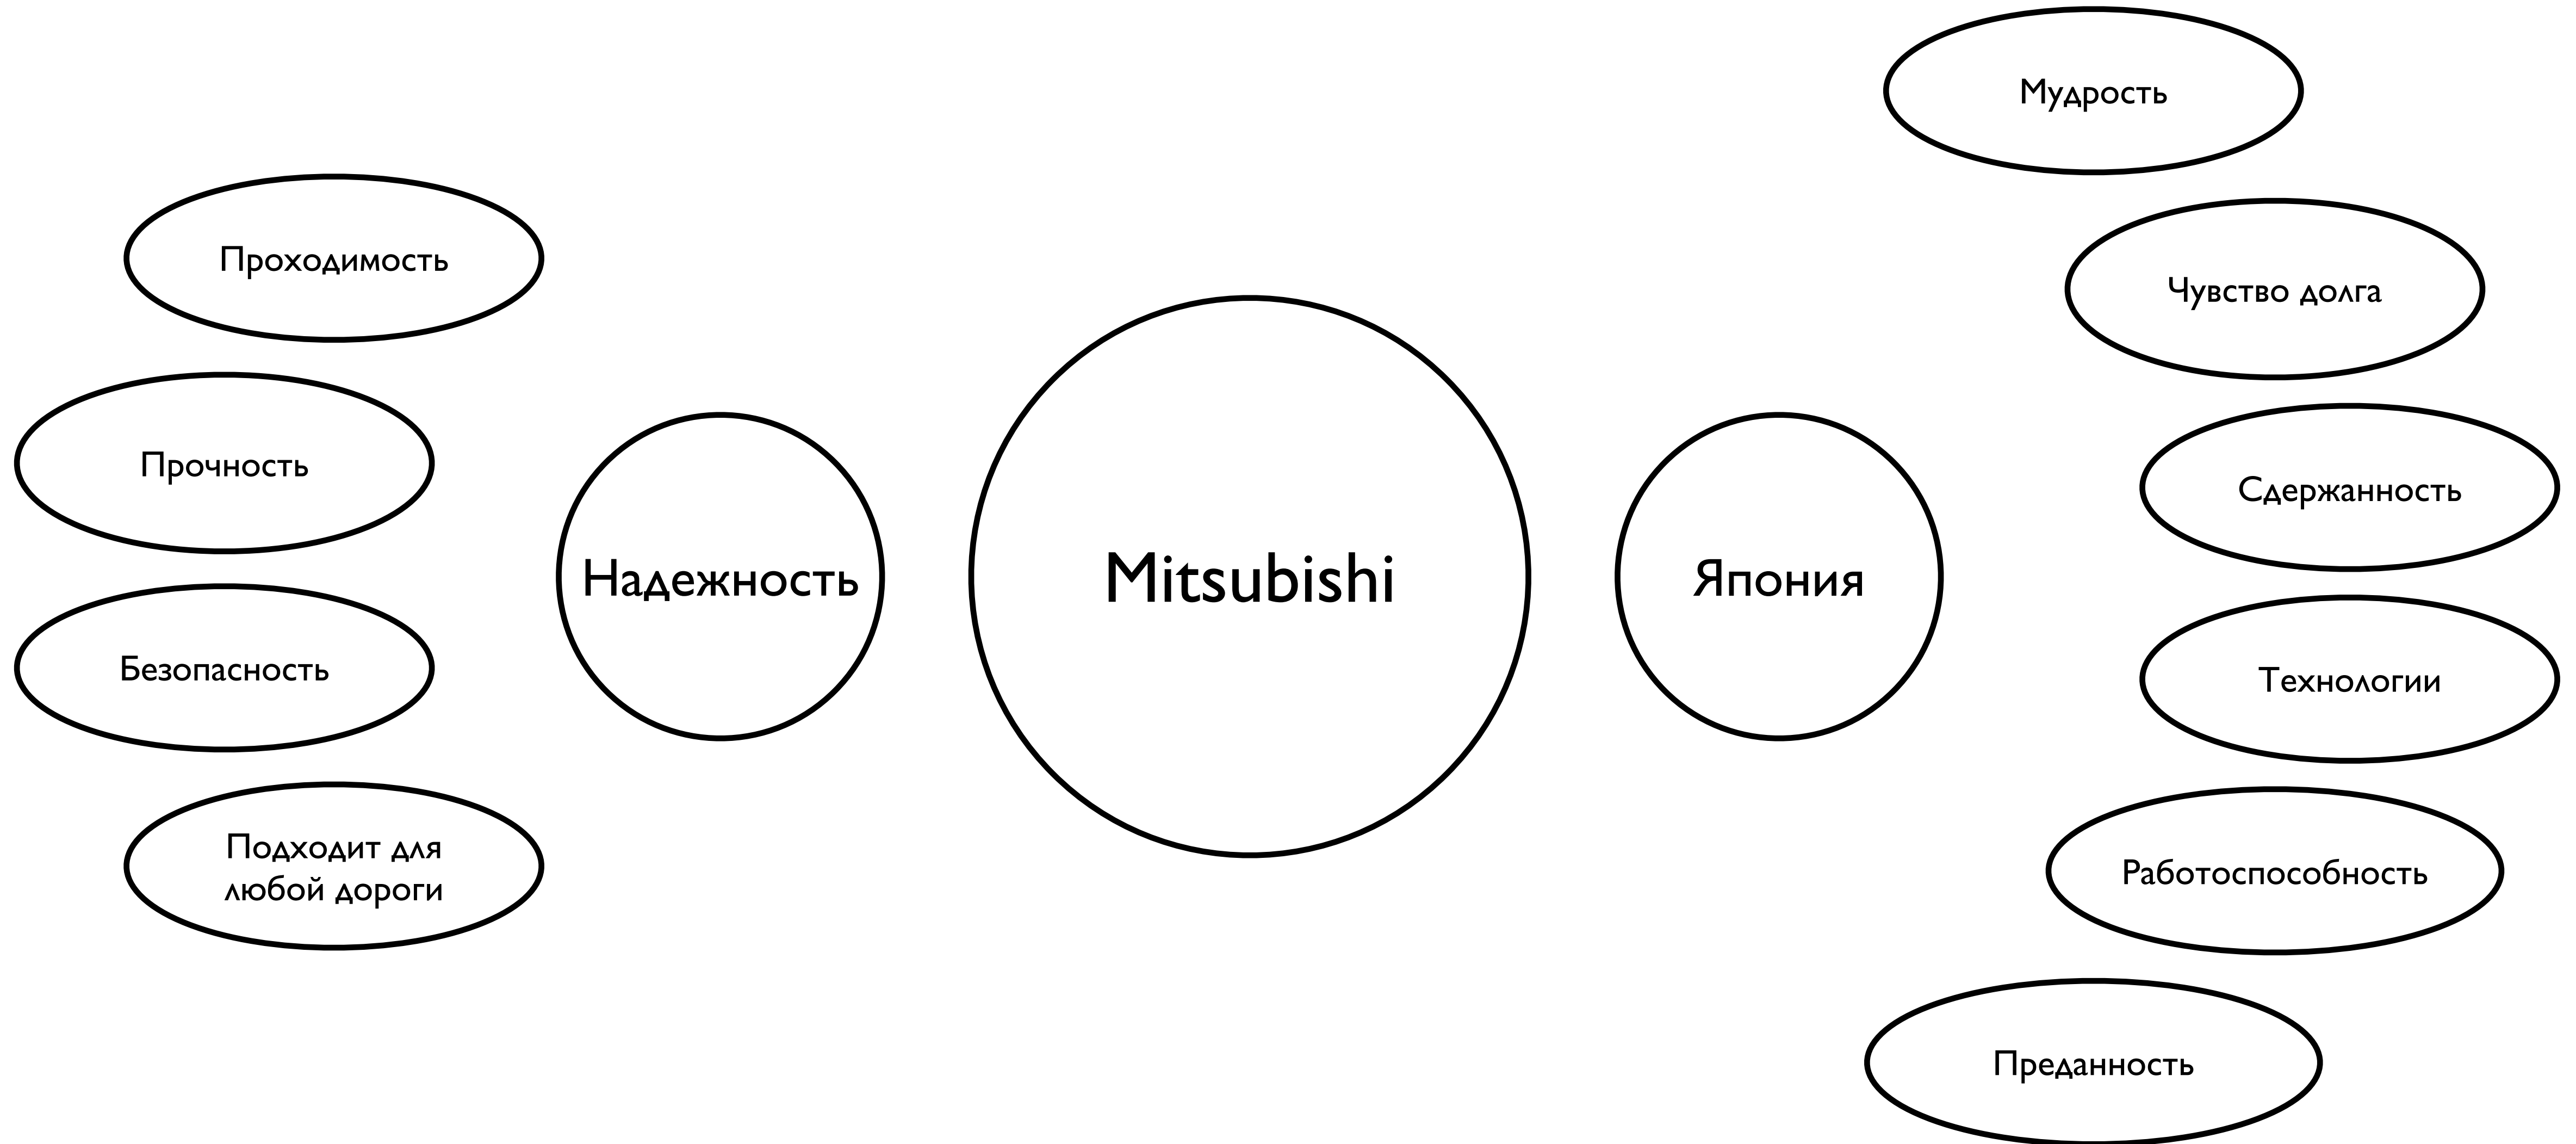 Проходимость
Прочность
Безопасность
Подходит для
любой дороги
Надежность
Mitsubishi
Япония
Мудрость
Чувство долга
Сдержанность
Технологии
Работоспособность
Преданность